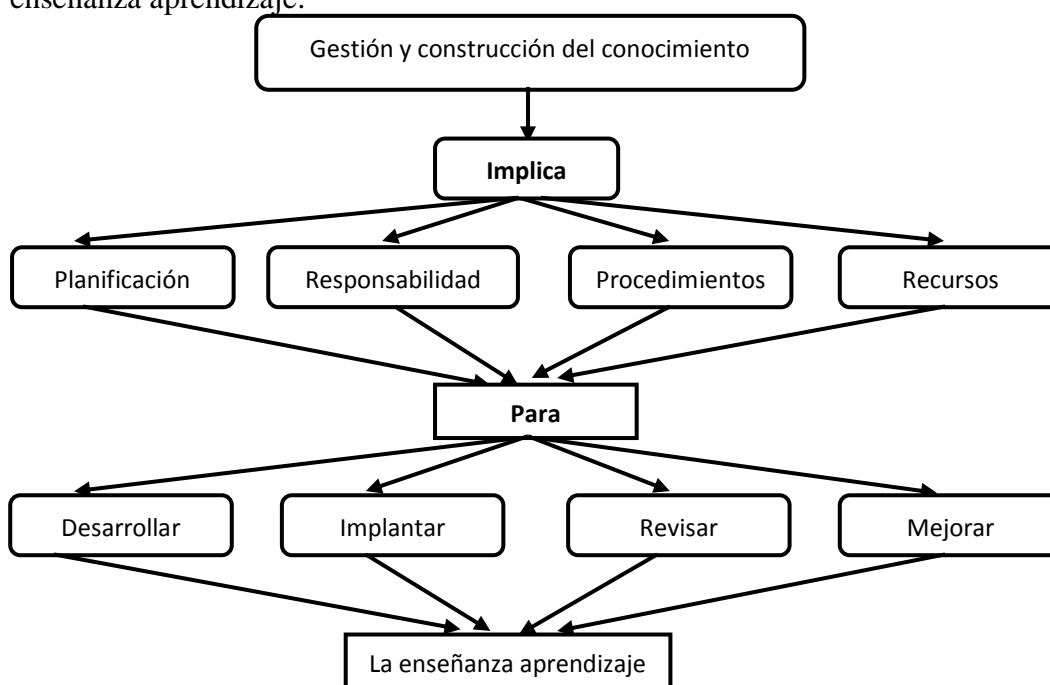 enseñanza aprendizaje.
Gestión y construcción del conocimiento
Implica
Planificación
Responsabilidad
Procedimientos
Recursos
Para
Desarrollar
Implantar
Revisar
Mejorar
La enseñanza aprendizaje